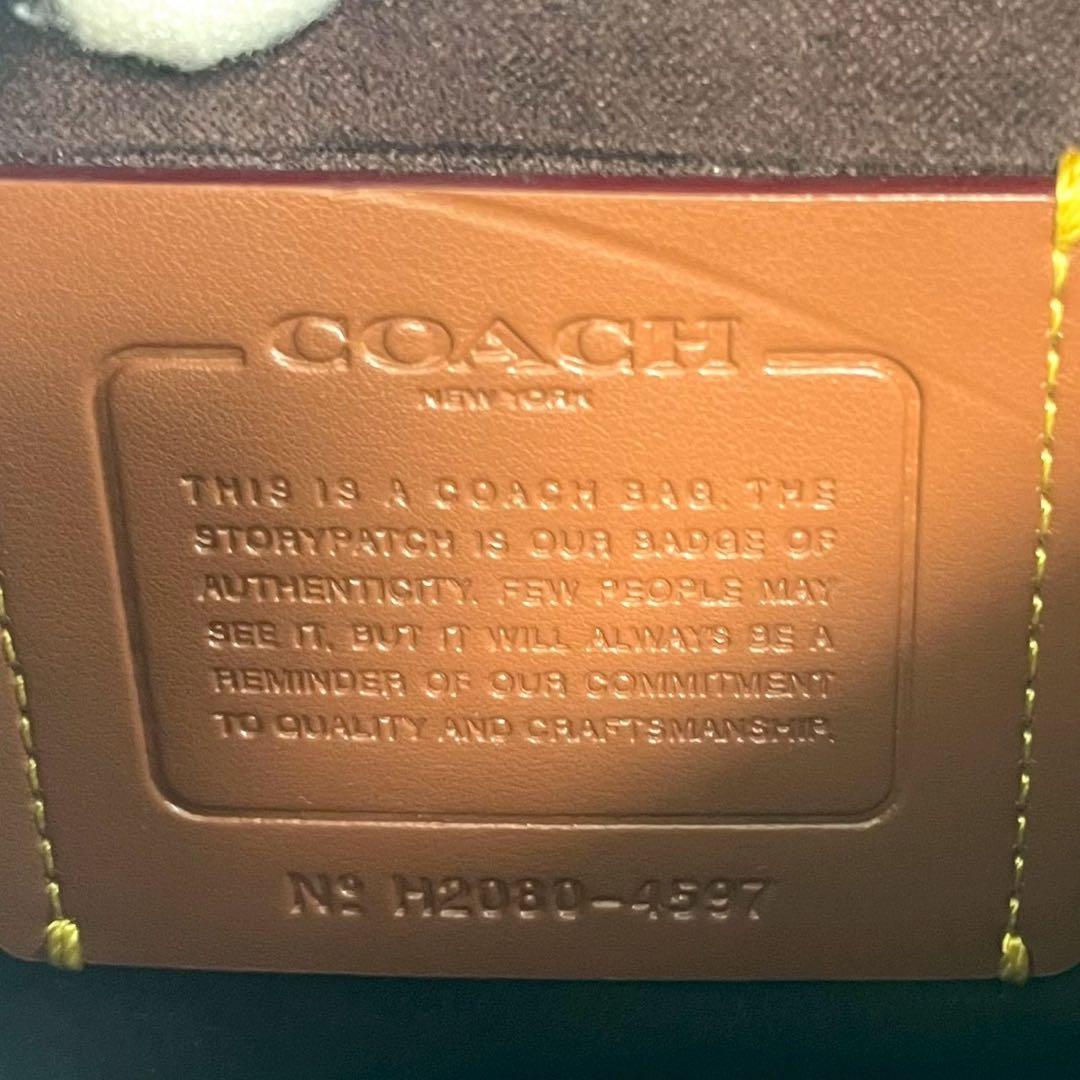 COACH
NEW YORK
THIS IS A COACH BAG. THE
STORYPATCH IS OUR BADGE OF
AUTHENTICITY. FEW PEOPLE MAY
SEE IT, BUT IT WILL ALWAYS BE A
REMINDER OF OUR COMMITMENT
TO QUALITY AND CRAFTSMANSHIP.
Nº H2080-4597